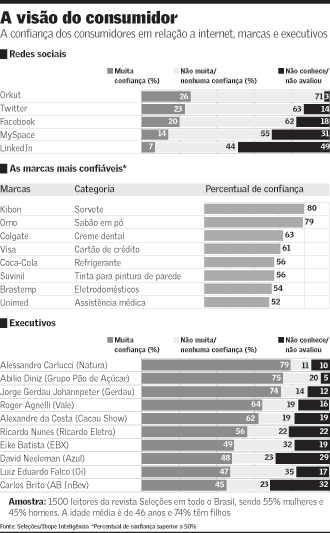 A visão do consumidor
A confiança dos consumidores em relação a internet, marcas e executivos
Redes sociais
Muita confiança (%) Não muita/ nenhuma confiança (%) Não conhece/ não avaliou
Orkut 26 71 3
Twitter 23 63 14
Facebook 20 62 18
MySpace 14 55 31
LinkedIn 7 44 49
As marcas mais confiáveis*
Marcas Categoria Percentual de confiança
Kibon Sorvete 80
Omo Sabão em pó 79
Colgate Creme dental 63
Visa Cartão de crédito 61
Coca-Cola Refrigerante 56
Suvinil Tinta para pintura de parede 56
Brastemp Eletrodomésticos 54
Unimed Assistência médica 52
Executivos
Muita confiança (%) Não muita/ nenhuma confiança (%) Não conhece/ não avaliou
Alessandro Carlucci (Natura) 79 11 10
Abilio Diniz (Grupo Pão de Açúcar) 75 20 5
Jorge Gerdau Johannpeter (Gerdau) 74 14 12
Roger Agnelli (Vale) 64 19 16
Alexandre da Costa (Cacau Show) 62 19 19
Ricardo Nunes (Ricardo Eletro) 56 22 22
Eike Batista (EBX) 49 32 19
David Neeleman (Azul) 48 23 29
Luiz Eduardo Falco (Oi) 47 35 17
Carlos Brito (AB InBev) 45 23 32
Amostra: 1500 leitores da revista Seleções em todo o Brasil, sendo 55% mulheres e
45% homens. A idade média é de 46 anos e 74% têm filhos
Fonte: Seleções/Ibope Inteligência *Percentual de confiança superior a 50%